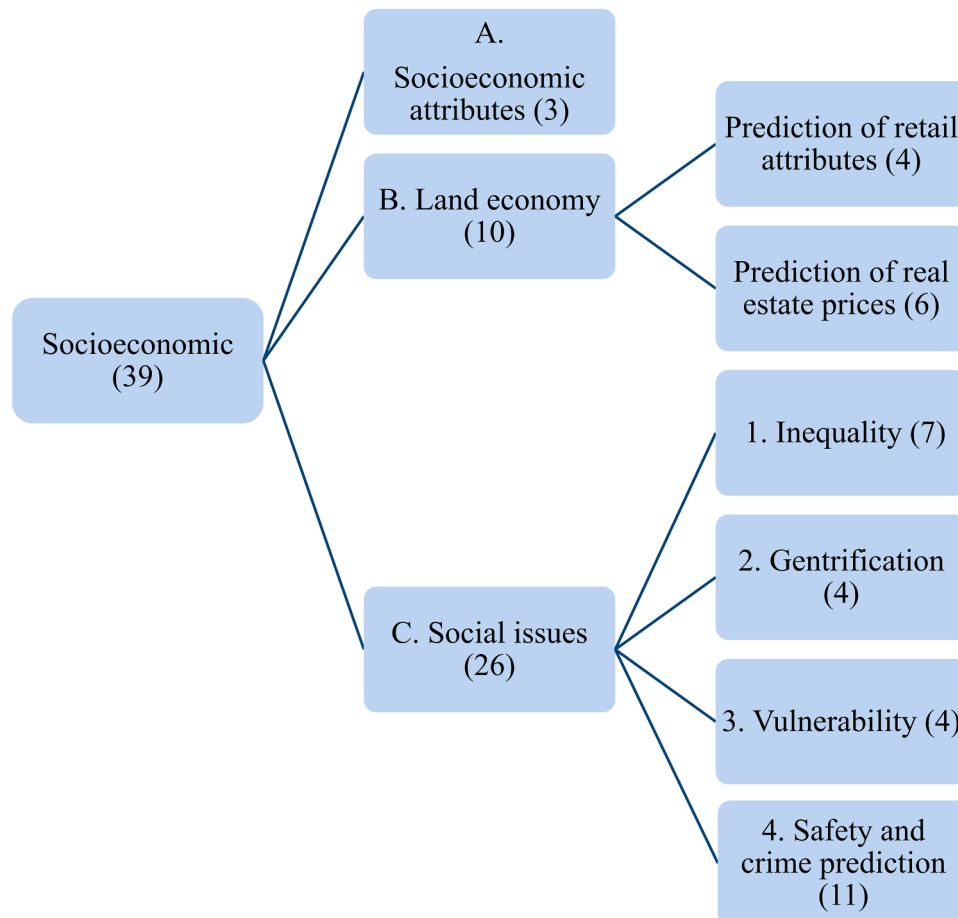 A.
Socioeconomic
attributes (3)
B. Land economy
(10)
Prediction of retail
attributes (4)
Prediction of real
estate prices (6)
Socioeconomic
(39)
C. Social issues
(26)
1. Inequality (7)
2. Gentrification
(4)
3. Vulnerability (4)
4. Safety and
crime prediction
(11)